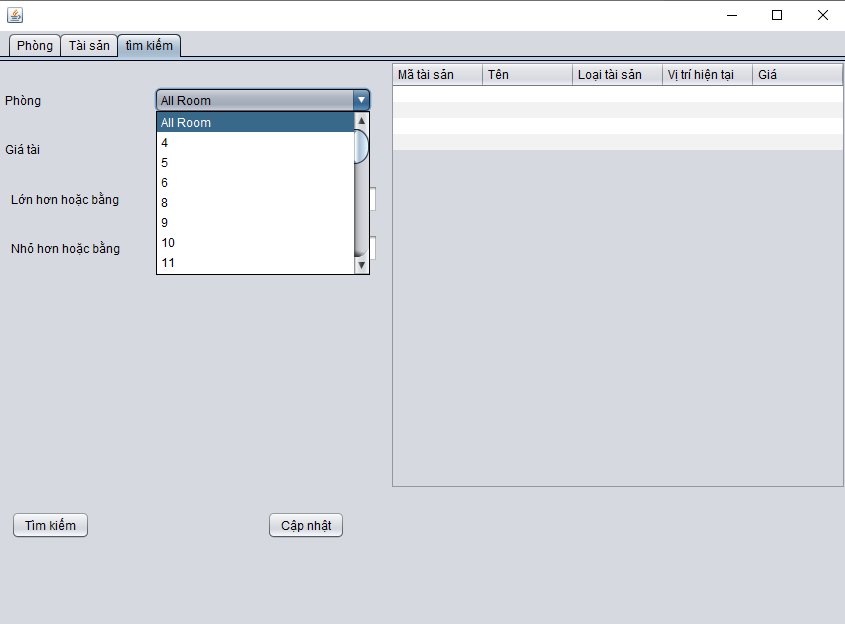 Phòng Tài sản tìm kiếm
Phòng
All Room
All Room
4
5
6
8
9
10
11
Giá tài
Lớn hơn hoặc bằng
Nhỏ hơn hoặc bằng
Mã tài sản Tên Loại tài sản Vị trí hiện tại Giá
Tìm kiếm Cập nhật